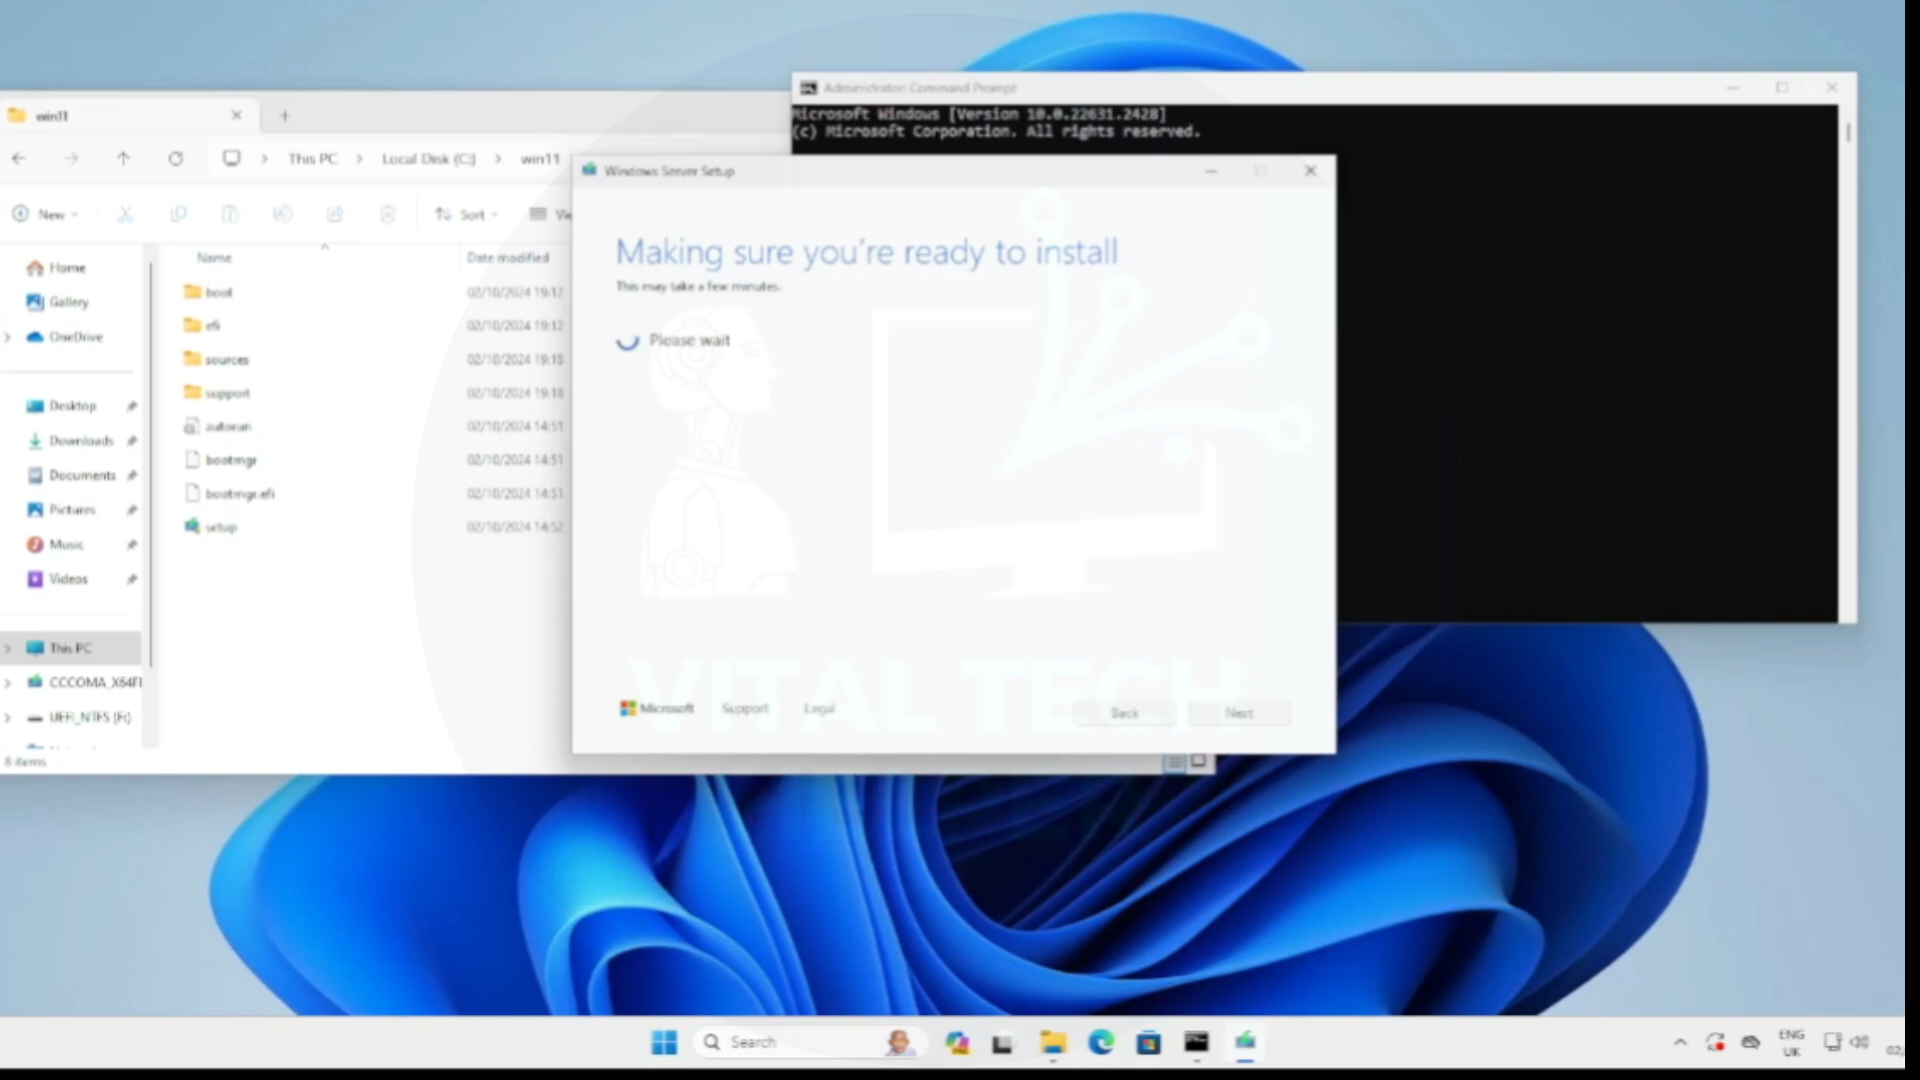 win11
This PC > Local Disk (C:) > win11
New
Sort
Name
Date modified
Home
Gallery
OneDrive
Desktop
Downloads
Documents
Pictures
Music
Videos
This PC
CCCOMA_X64F
UEFI_NTFS (F:)
8 items
boot 02/10/2024 19:12
efi 02/10/2024 19:12
sources 02/10/2024 19:18
support 02/10/2024 19:18
autorun 02/10/2024 14:51
bootmgr 02/10/2024 14:51
bootmgr.efi 02/10/2024 14:51
setup 02/10/2024 14:52
Administrator: Command Prompt
Microsoft Windows [Version 10.0.22631.2428]
(c) Microsoft Corporation. All rights reserved.
Windows Server Setup
Making sure you're ready to install
This may take a few minutes.
Please wait
VITAL TECH
Microsoft Support Legal
Back Next
Search
ENG
UK